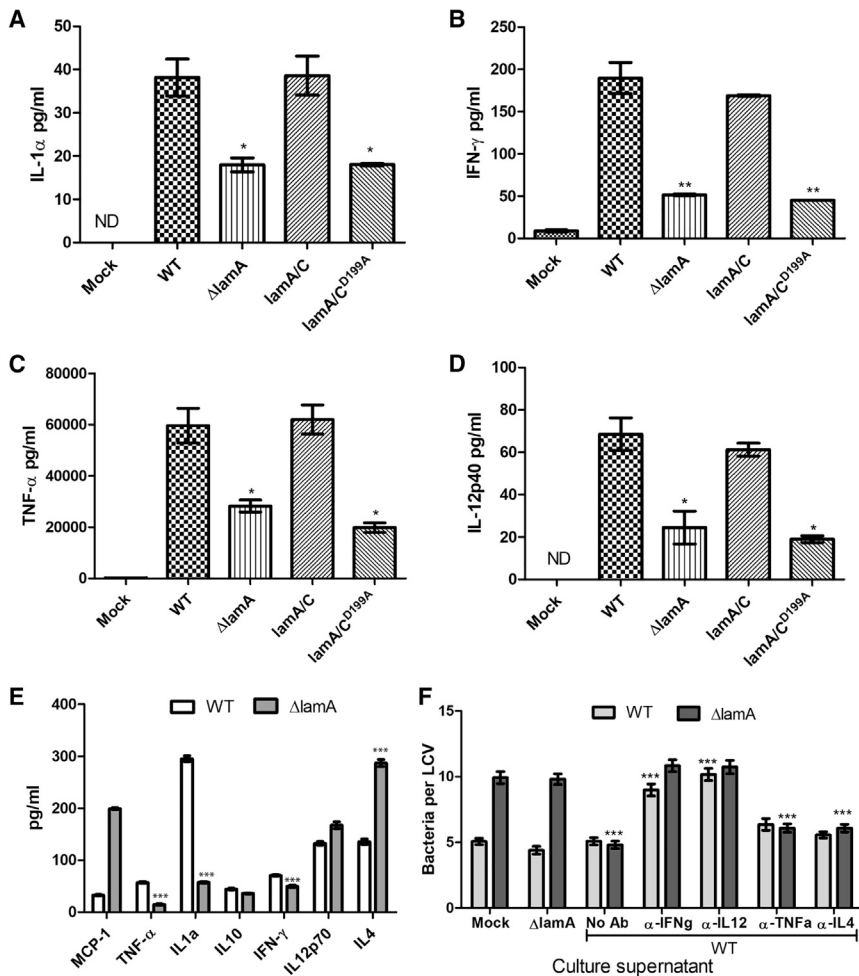 A
IL-1α pg/ml
50
40
30
20
10
0
ND
*
*
Mock
WT
ΔlamA
lamA/C
lamA/C^D199A
B
IFN-γ pg/ml
250
200
150
100
50
0
**
**
Mock
WT
ΔlamA
lamA/C
lamA/C^D199A
C
TNF-α pg/ml
80000
60000
40000
20000
0
*
*
Mock
WT
ΔlamA
lamA/C
lamA/C^D199A
D
IL-12p40 pg/ml
100
80
60
40
20
0
ND
*
*
Mock
WT
ΔlamA
lamA/C
lamA/C^D199A
E
WT ΔlamA
pg/ml
400
300
200
100
0
*** *** *** ***
MCP-1
TNF-α
IL1a
IL10
IFN-γ
IL12p70
IL4
F
WT ΔlamA
Bacteria per LCV
15
10
5
0
*** *** *** *** ***
Mock ΔlamA No Ab α-IFNg α-IL12 α-TNFa α-IL4
WT
Culture supernatant